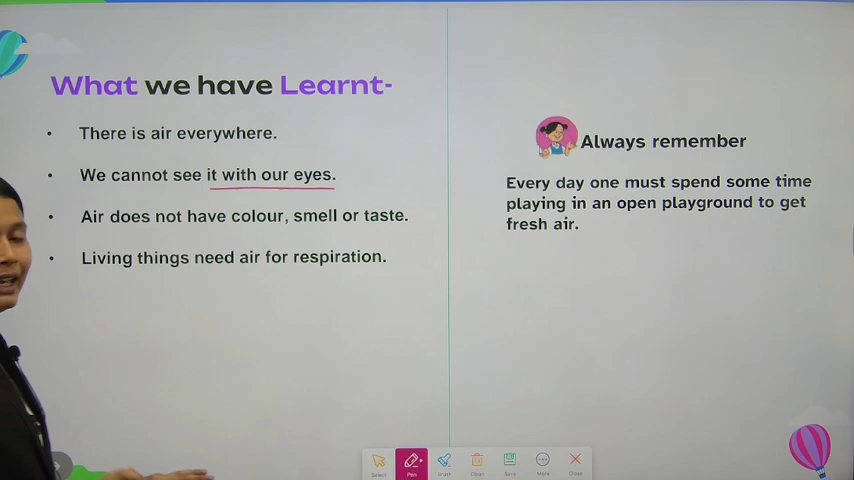 What we have Learnt-
• There is air everywhere.
• We cannot see it with our eyes.
• Air does not have colour, smell or taste.
• Living things need air for respiration.
Always remember
Every day one must spend some time
playing in an open playground to get
fresh air.
Select Pen Brush Clean Save More Close